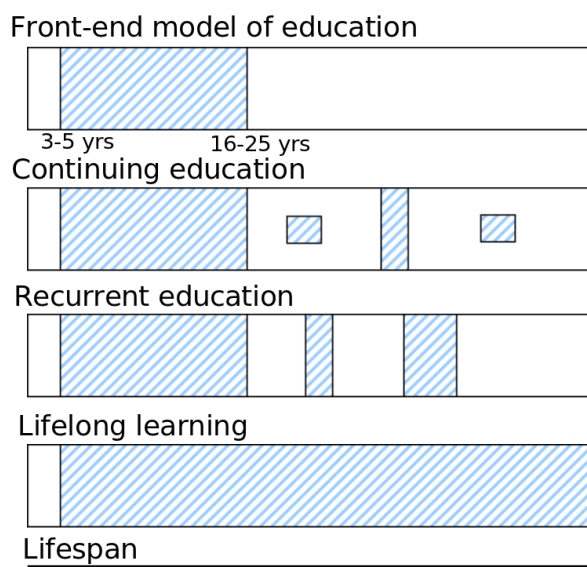 Front-end model of education
3-5 yrs 16-25 yrs
Continuing education
Recurrent education
Lifelong learning
Lifespan